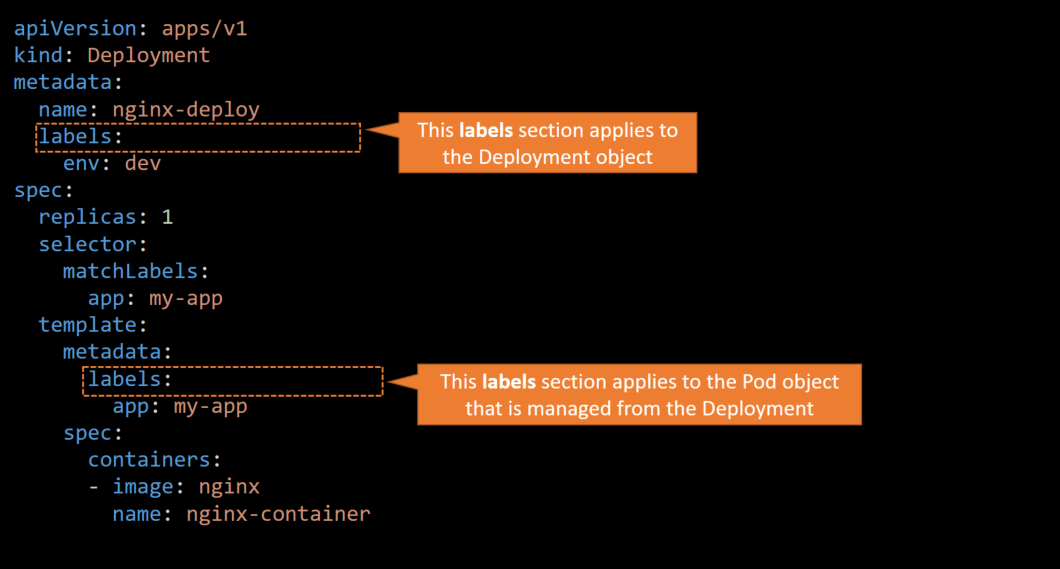 apiVersion: apps/v1
kind: Deployment
metadata:
  name: nginx-deploy
  labels:
    env: dev
This labels section applies to
the Deployment object
spec:
  replicas: 1
  selector:
    matchLabels:
      app: my-app
  template:
    metadata:
      labels:
        app: my-app
This labels section applies to the Pod object
that is managed from the Deployment
    spec:
      containers:
      - image: nginx
        name: nginx-container